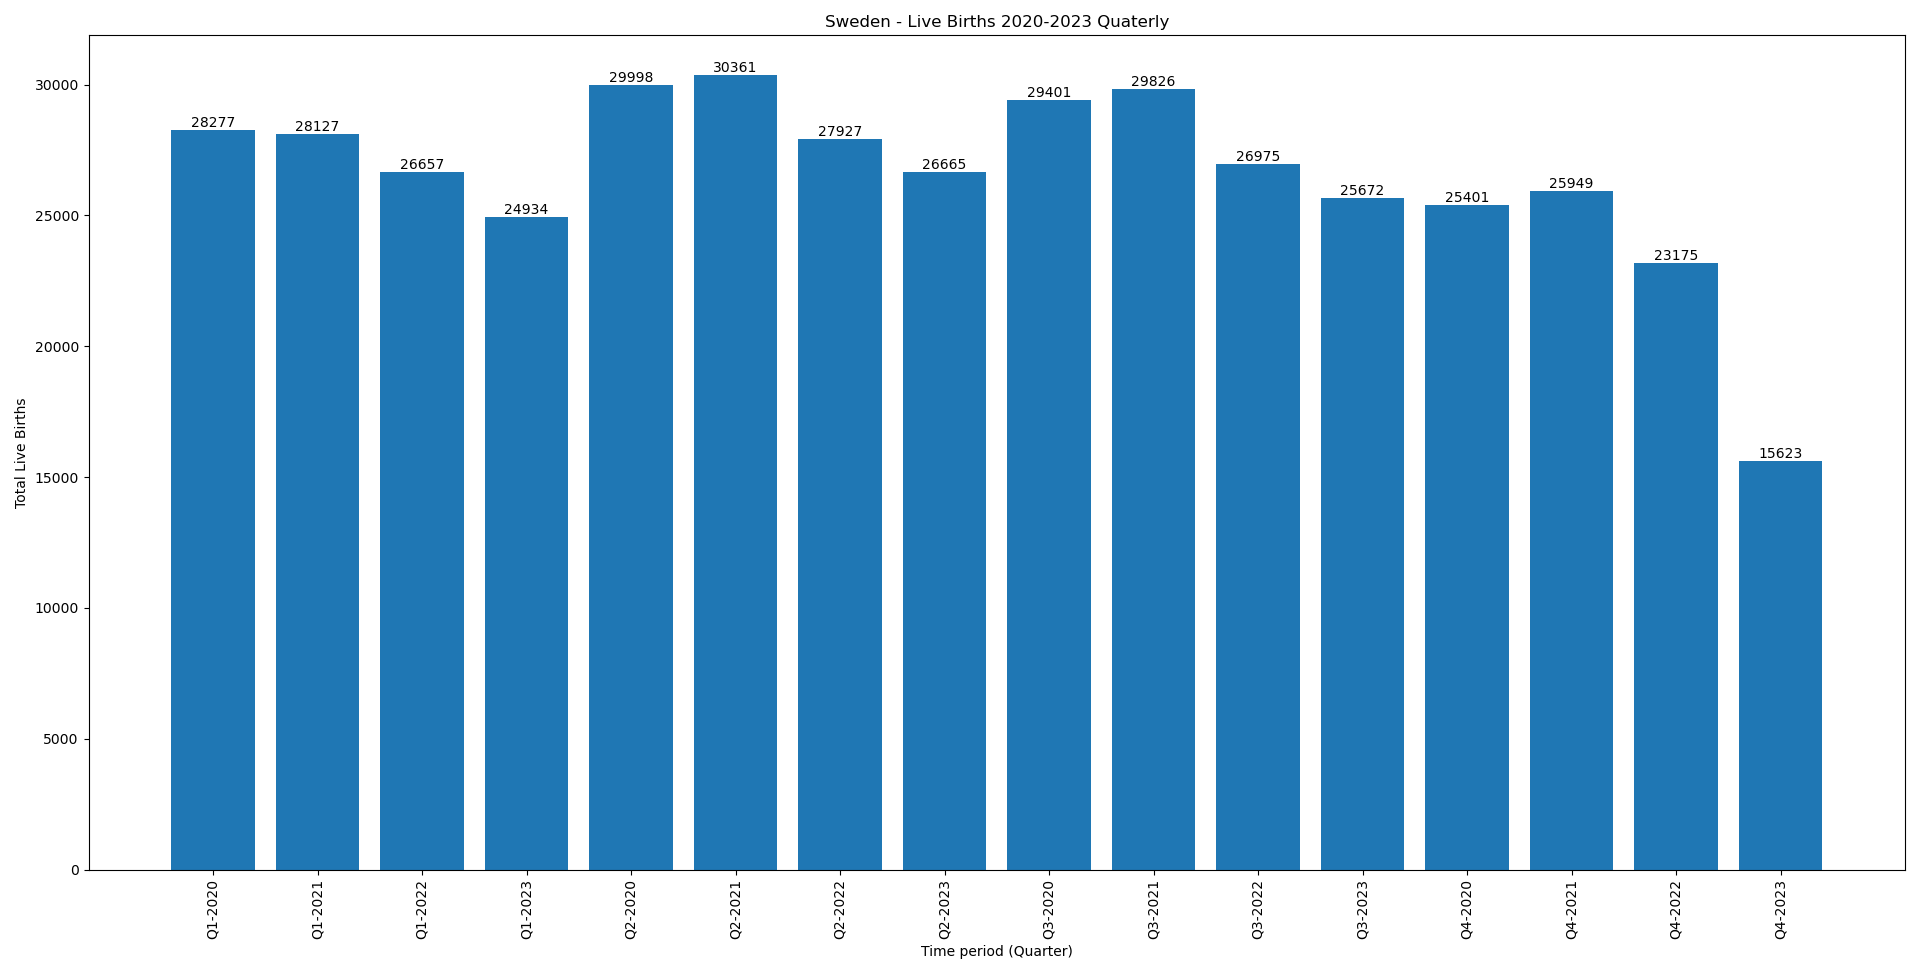 Sweden - Live Births 2020-2023 Quaterly
Total Live Births
30000
25000
20000
15000
10000
5000
0
28277
28127
26657
24934
29998
30361
27927
26665
29401
29826
26975
25672
25401
25949
23175
15623
Q1-2020
Q1-2021
Q1-2022
Q1-2023
Q2-2020
Q2-2021
Q2-2022
Q2-2023
Q3-2020
Q3-2021
Q3-2022
Q3-2023
Q4-2020
Q4-2021
Q4-2022
Q4-2023
Time period (Quarter)